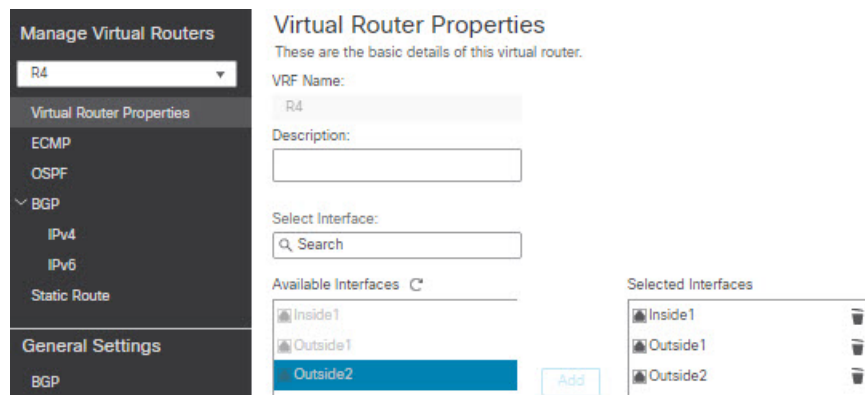 Manage Virtual Routers
R4
Virtual Router Properties
ECMP
OSPF
BGP
IPv4
IPv6
Static Route
General Settings
BGP
Virtual Router Properties
These are the basic details of this virtual router.
VRF Name:
R4
Description:
Select Interface:
Search
Available Interfaces
Inside1
Outside1
Outside2
Add
Selected Interfaces
Inside1
Outside1
Outside2